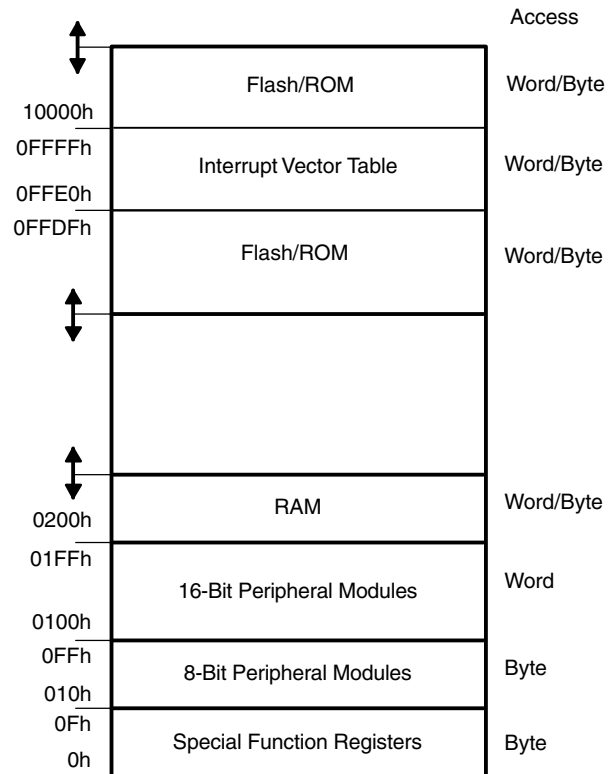 Access
Flash/ROM Word/Byte
10000h
0FFFFh
Interrupt Vector Table Word/Byte
0FFE0h
0FFDFh
Flash/ROM Word/Byte
RAM Word/Byte
0200h
01FFh
16-Bit Peripheral Modules Word
0100h
0FFh
8-Bit Peripheral Modules Byte
010h
0Fh
Special Function Registers Byte
0h